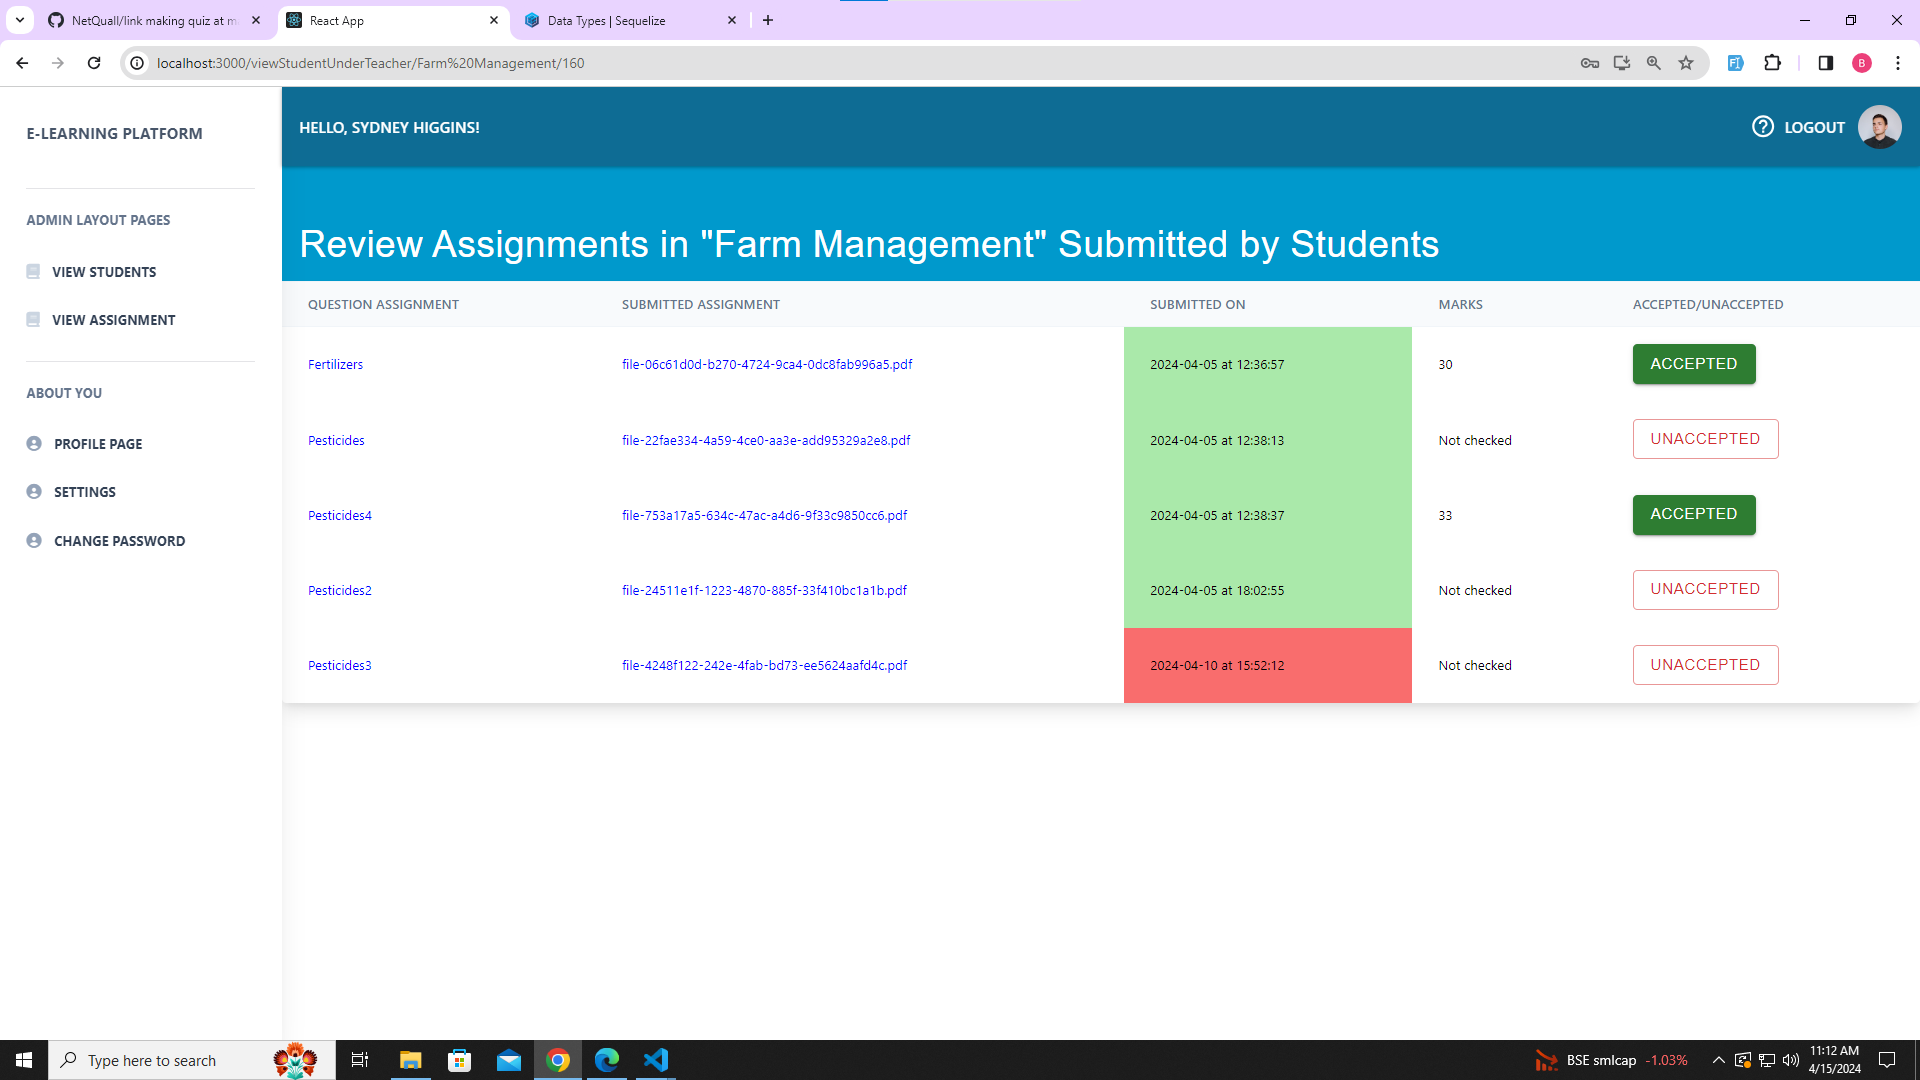 NetQuall/link making quiz at m
React App
Data Types | Sequelize
localhost:3000/viewStudentUnderTeacher/Farm%20Management/160
B
E-LEARNING PLATFORM
HELLO, SYDNEY HIGGINS!
LOGOUT
ADMIN LAYOUT PAGES
VIEW STUDENTS
VIEW ASSIGNMENT
ABOUT YOU
PROFILE PAGE
SETTINGS
CHANGE PASSWORD
Review Assignments in "Farm Management" Submitted by Students
QUESTION ASSIGNMENT SUBMITTED ASSIGNMENT SUBMITTED ON MARKS ACCEPTED/UNACCEPTED
Fertilizers file-06c61d0d-b270-4724-9ca4-0dc8fab996a5.pdf 2024-04-05 at 12:36:57 30 ACCEPTED
Pesticides file-22fae334-4a59-4ce0-aa3e-add95329a2e8.pdf 2024-04-05 at 12:38:13 Not checked UNACCEPTED
Pesticides4 file-753a17a5-634c-47ac-a4d6-9f33c9850cc6.pdf 2024-04-05 at 12:38:37 33 ACCEPTED
Pesticides2 file-24511e1f-1223-4870-885f-33f410bc1a1b.pdf 2024-04-05 at 18:02:55 Not checked UNACCEPTED
Pesticides3 file-4248f122-242e-4fab-bd73-ee5624aafd4c.pdf 2024-04-10 at 15:52:12 Not checked UNACCEPTED
Type here to search
BSE smlcap -1.03%
11:12 AM
4/15/2024